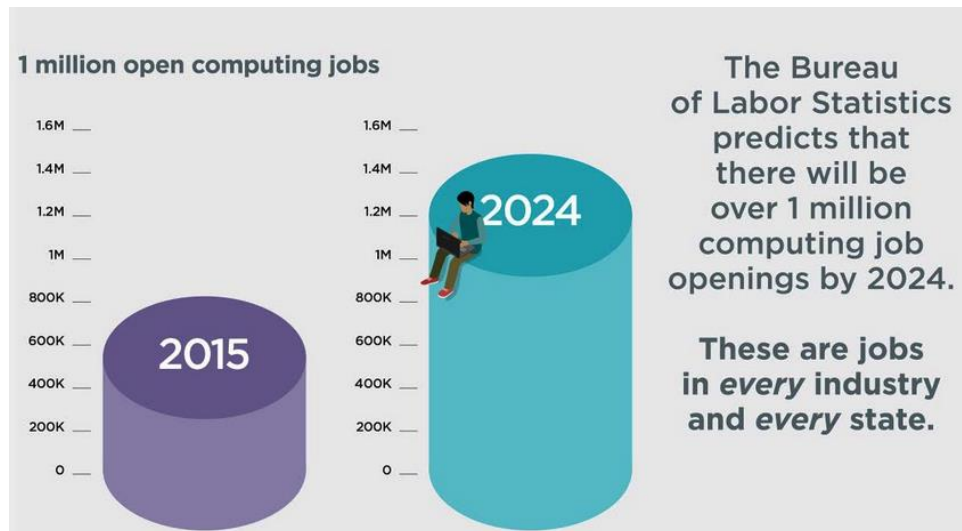 1 million open computing jobs
1.6M
1.4M
1.2M
1M
800K
600K
400K
200K
0
2015
1.6M
1.4M
1.2M
1M
800K
600K
400K
200K
0
2024
The Bureau
of Labor Statistics
predicts that
there will be
over 1 million
computing job
openings by 2024.
These are jobs
in every industry
and every state.